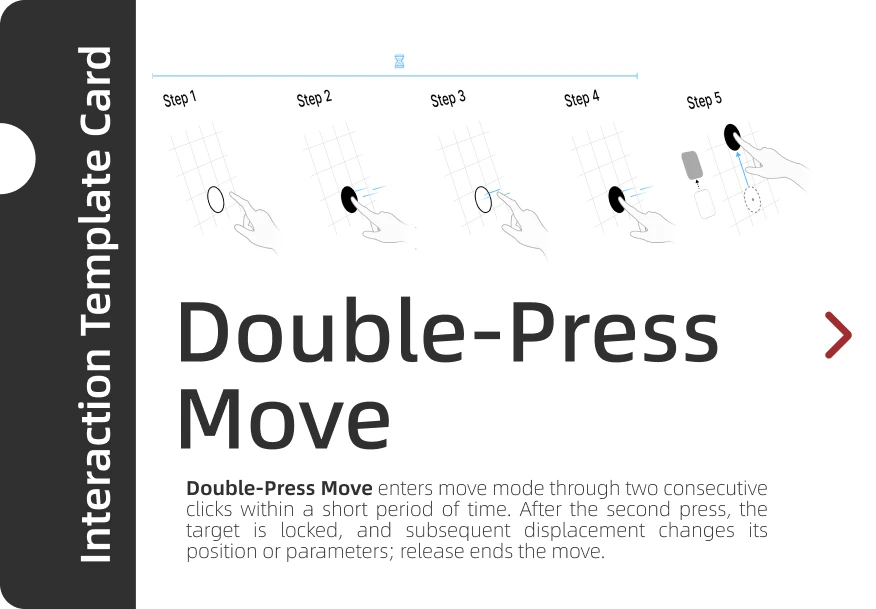 Interaction Template Card
Step 1
Step 2
Step 3
Step 4
Step 5
Double-Press
Move
Double-Press Move enters move mode through two consecutive
clicks within a short period of time. After the second press, the
target is locked, and subsequent displacement changes its
position or parameters; release ends the move.